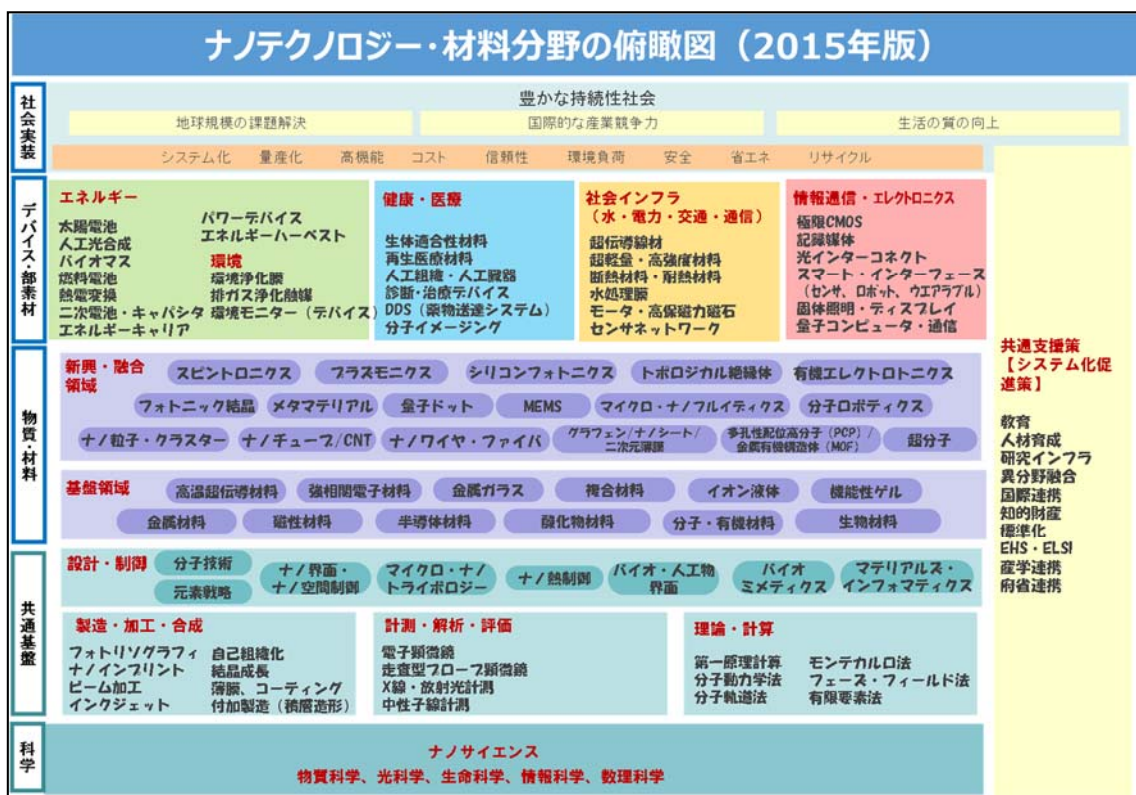 ナノテクノロジー・材料分野の俯瞰図（2015年版）
社会実装
豊かな持続性社会
地球規模の課題解決
国際的な産業競争力
生活の質の向上
システム化 量産化 高機能 コスト 信頼性 環境負荷 安全 省エネ リサイクル
デバイス・部素材
エネルギー
太陽電池
人工光合成
バイオマス
燃料電池
熱電変換
二次電池・キャパシタ
エネルギーキャリア
パワーデバイス
エネルギーハーベスト
環境
環境浄化膜
排ガス浄化触媒
環境モニター（デバイス）
健康・医療
生体適合性材料
再生医療材料
人工組織・人工臓器
診断・治療デバイス
DDS（薬物送達システム）
分子イメージング
社会インフラ
（水・電力・交通・通信）
超伝導線材
超軽量・高強度材料
断熱材料・耐熱材料
水処理膜
モータ・高保磁力磁石
センサネットワーク
情報通信・エレクトロニクス
極限CMOS
記録媒体
光インターコネクト
スマート・インターフェース
（センサ、ロボット、ウエアラブル）
固体照明・ディスプレイ
量子コンピュータ・通信
物質・材料
新興・融合
領域
スピントロニクス
プラズモニクス
シリコンフォトニクス
トポロジカル絶縁体
有機エレクトロトニクス
フォトニック結晶
メタマテリアル
量子ドット
MEMS
マイクロ・ナノフルイディクス
分子ロボティクス
ナノ粒子・クラスター
ナノチューブ/CNT
ナノワイヤ・ファイバ
グラフェン/ナノシート/
二次元薄膜
多孔性配位高分子（PCP）/
金属有機構造体（MOF）
超分子
基盤領域
高温超伝導材料
強相関電子材料
金属ガラス
複合材料
イオン液体
機能性ゲル
金属材料
磁性材料
半導体材料
酸化物材料
分子・有機材料
生物材料
共通基盤
設計・制御
分子技術
元素戦略
ナノ界面・
ナノ空間制御
マイクロ・ナノ
トライボロジー
ナノ熱制御
バイオ・人工物
界面
バイオ
ミメティクス
マテリアルズ・
インフォマティクス
製造・加工・合成
フォトリソグラフィ
ナノインプリント
ビーム加工
インクジェット
自己組織化
結晶成長
薄膜、コーティング
付加製造（積層造形）
計測・解析・評価
電子顕微鏡
走査型プローブ顕微鏡
X線・放射光計測
中性子線計測
理論・計算
第一原理計算
分子動力学法
分子軌道法
モンテカルロ法
フェーズ・フィールド法
有限要素法
科学
ナノサイエンス
物質科学、光科学、生命科学、情報科学、数理科学
共通支援策
【システム化促
進策】
教育
人材育成
研究インフラ
異分野融合
国際連携
知的財産
標準化
EHS・ELSI
産学連携
府省連携